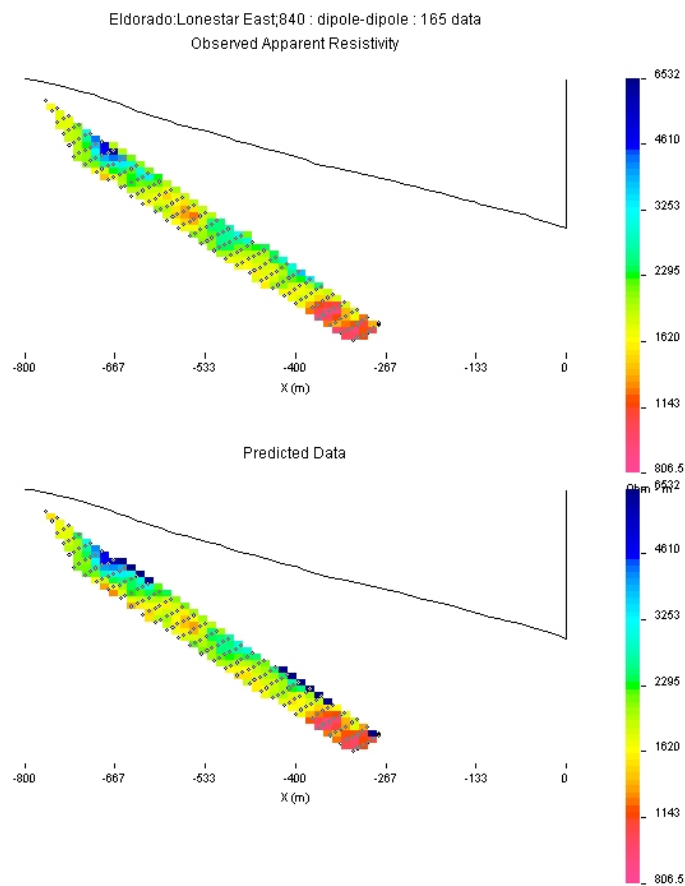 Eldorado:Lonestar East;840 : dipole-dipole : 165 data
Observed Apparent Resistivity
6532
4610
3253
2295
1620
1143
806.5
Ohm * m
-800 -667 -533 -400 -267 -133 0
X (m)
Predicted Data
6532
4610
3253
2295
1620
1143
806.5
-800 -667 -533 -400 -267 -133 0
X (m)